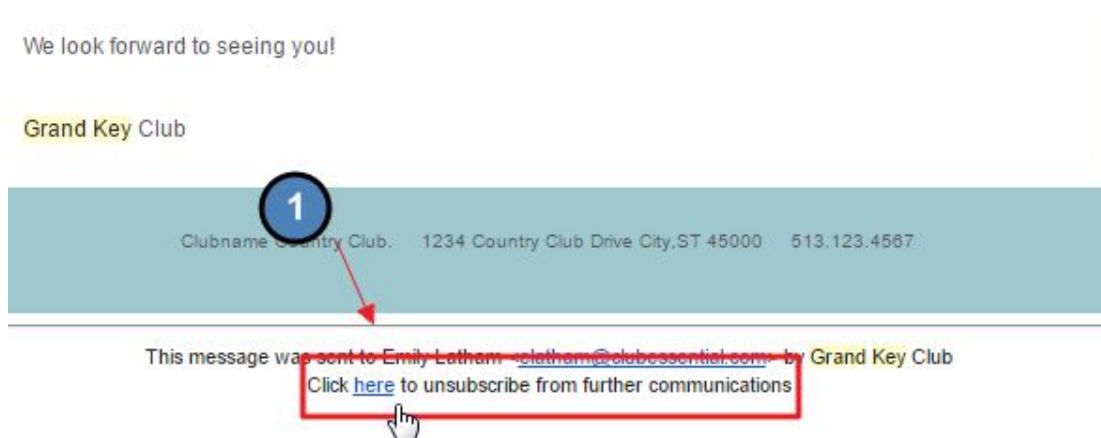 We look forward to seeing you!
Grand Key Club
1
Clubname Country Club. 1234 Country Club Drive City,ST 45000 513.123.4567
This message was sent to Emily Latham <elatham@clubessential.com> by Grand Key Club
Click here to unsubscribe from further communications